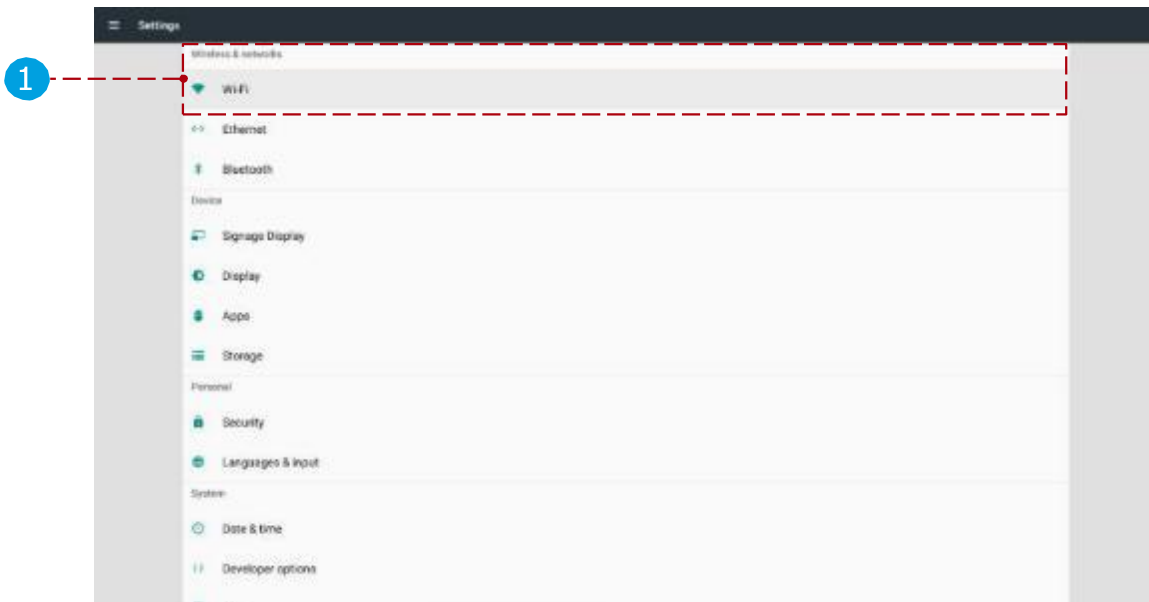 Settings
Wireless & networks
1
Wi-Fi
Ethernet
Bluetooth
Device
Signage Display
Display
Apps
Storage
Personal
Security
Languages & input
System
Date & time
Developer options